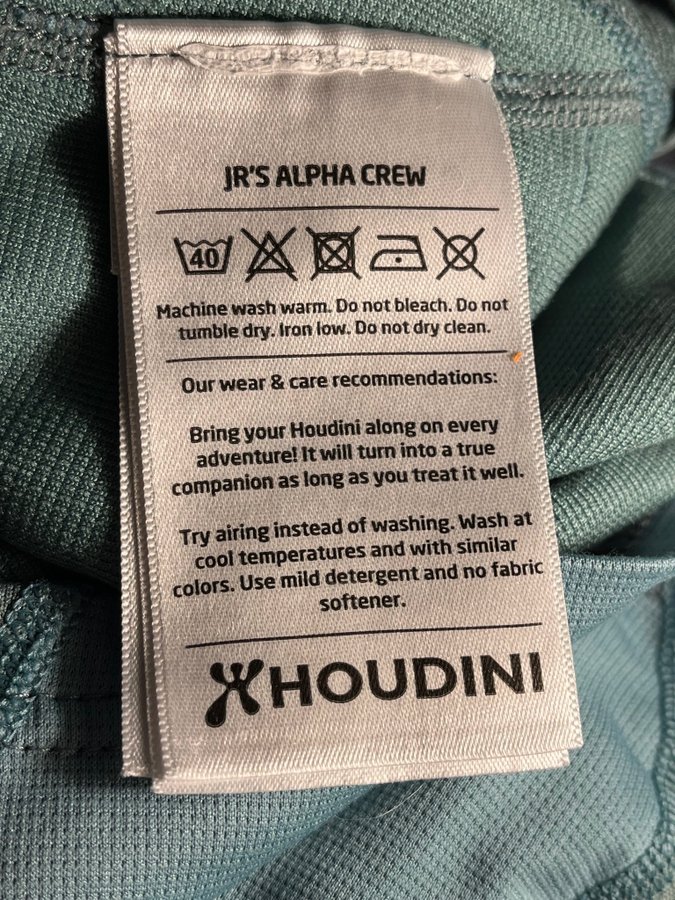 JR'S ALPHA CREW
40
Machine wash warm. Do not bleach. Do not
tumble dry. Iron low. Do not dry clean.
Our wear & care recommendations:
Bring your Houdini along on every
adventure! It will turn into a true
companion as long as you treat it well.
Try airing instead of washing. Wash at
cool temperatures and with similar
colors. Use mild detergent and no fabric
softener.
HOUDINI